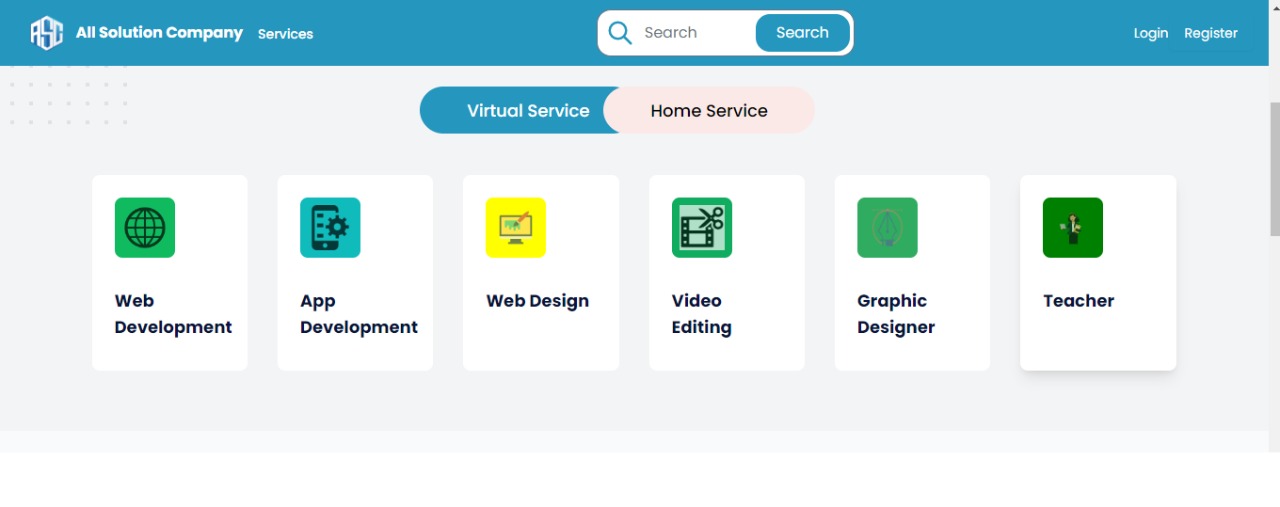 ASC All Solution Company Services Search Search Login Register
Virtual Service Home Service
Web Development
App Development
Web Design
Video Editing
Graphic Designer
Teacher